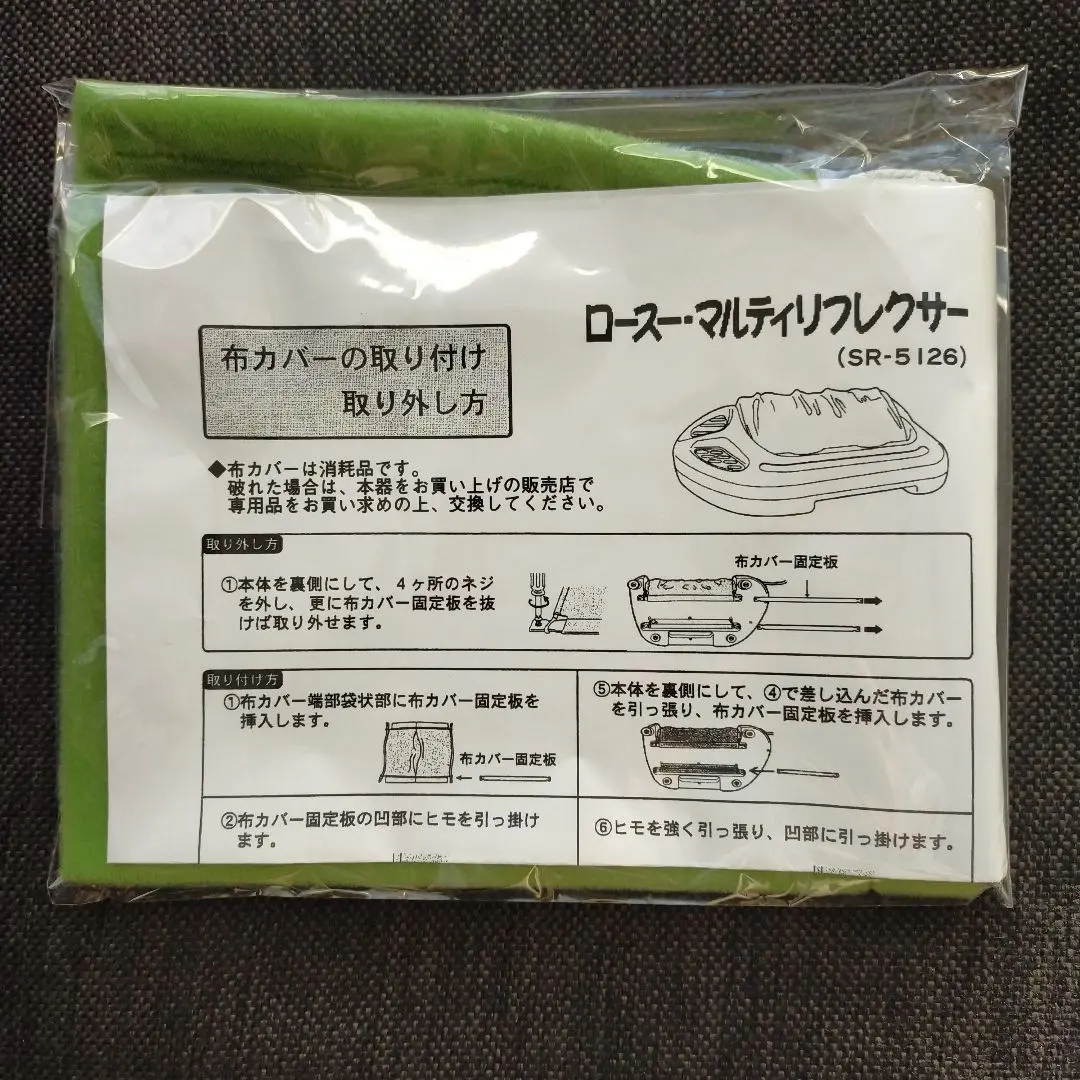 ロースー・マルティリフレクサー
(SR-5126)
布カバーの取り付け
取り外し方
◆布カバーは消耗品です。
破れた場合は、本器をお買い上げの販売店で
専用品をお買い求めの上、交換してください。
取り外し方
①本体を裏側にして、4ヶ所のネジ
を外し、更に布カバー固定板を抜
けば取り外せます。
布カバー固定板
取り付け方
①布カバー端部袋状部に布カバー固定板を
挿入します。
布カバー固定板
②布カバー固定板の凹部にヒモを引っ掛け
ます。
⑤本体を裏側にして、④で差し込んだ布カバー
を引っ張り、布カバー固定板を挿入します。
⑥ヒモを強く引っ張り、凹部に引っ掛けます。